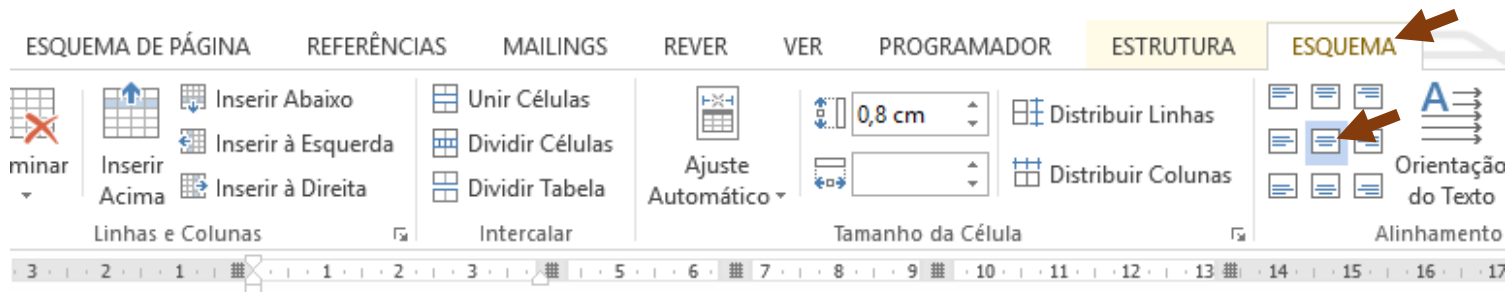 ESQUEMA DE PÁGINA REFERÊNCIAS MAILINGS REVER VER PROGRAMADOR ESTRUTURA ESQUEMA
minar
Inserir
Acima
Inserir Abaixo
Inserir à Esquerda
Inserir à Direita
Linhas e Colunas
Unir Células
Dividir Células
Dividir Tabela
Intercalar
Ajuste
Automático
0,8 cm
Distribuir Linhas
Distribuir Colunas
Tamanho da Célula
A
Orientação
do Texto
Alinhamento
3 2 1 1 2 3 5 6 7 8 9 10 11 12 13 14 15 16 17